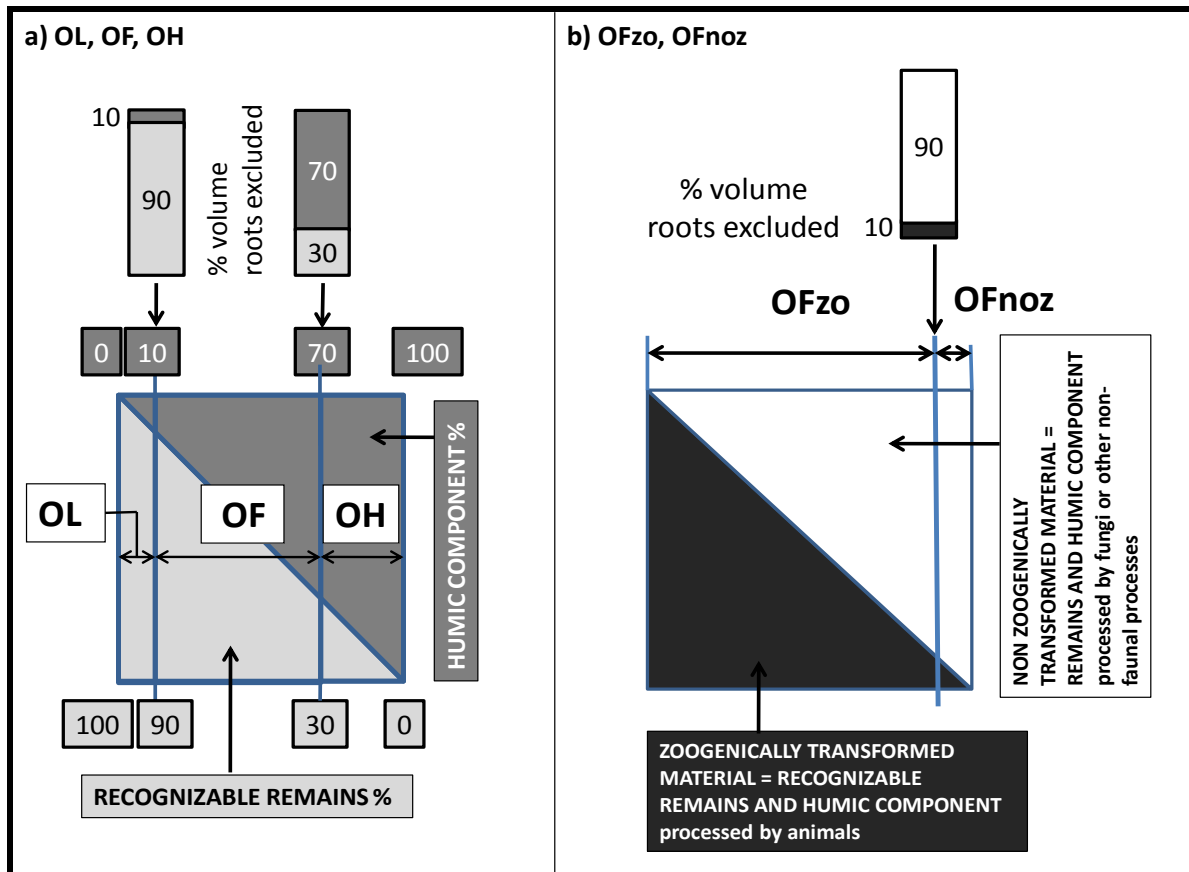 a) OL, OF, OH
10
90
% volume
roots excluded
70
30
0
10
70
100
OL
OF
OH
HUMIC COMPONENT %
100
90
30
0
RECOGNIZABLE REMAINS %
b) OFzo, OFnoz
90
% volume
roots excluded
10
OFzo
OFnoz
NON ZOOGENICALLY
TRANSFORMED MATERIAL =
REMAINS AND HUMIC COMPONENT
processed by fungi or other non-
faunal processes
ZOOGENICALLY TRANSFORMED
MATERIAL = RECOGNIZABLE
REMAINS AND HUMIC COMPONENT
processed by animals